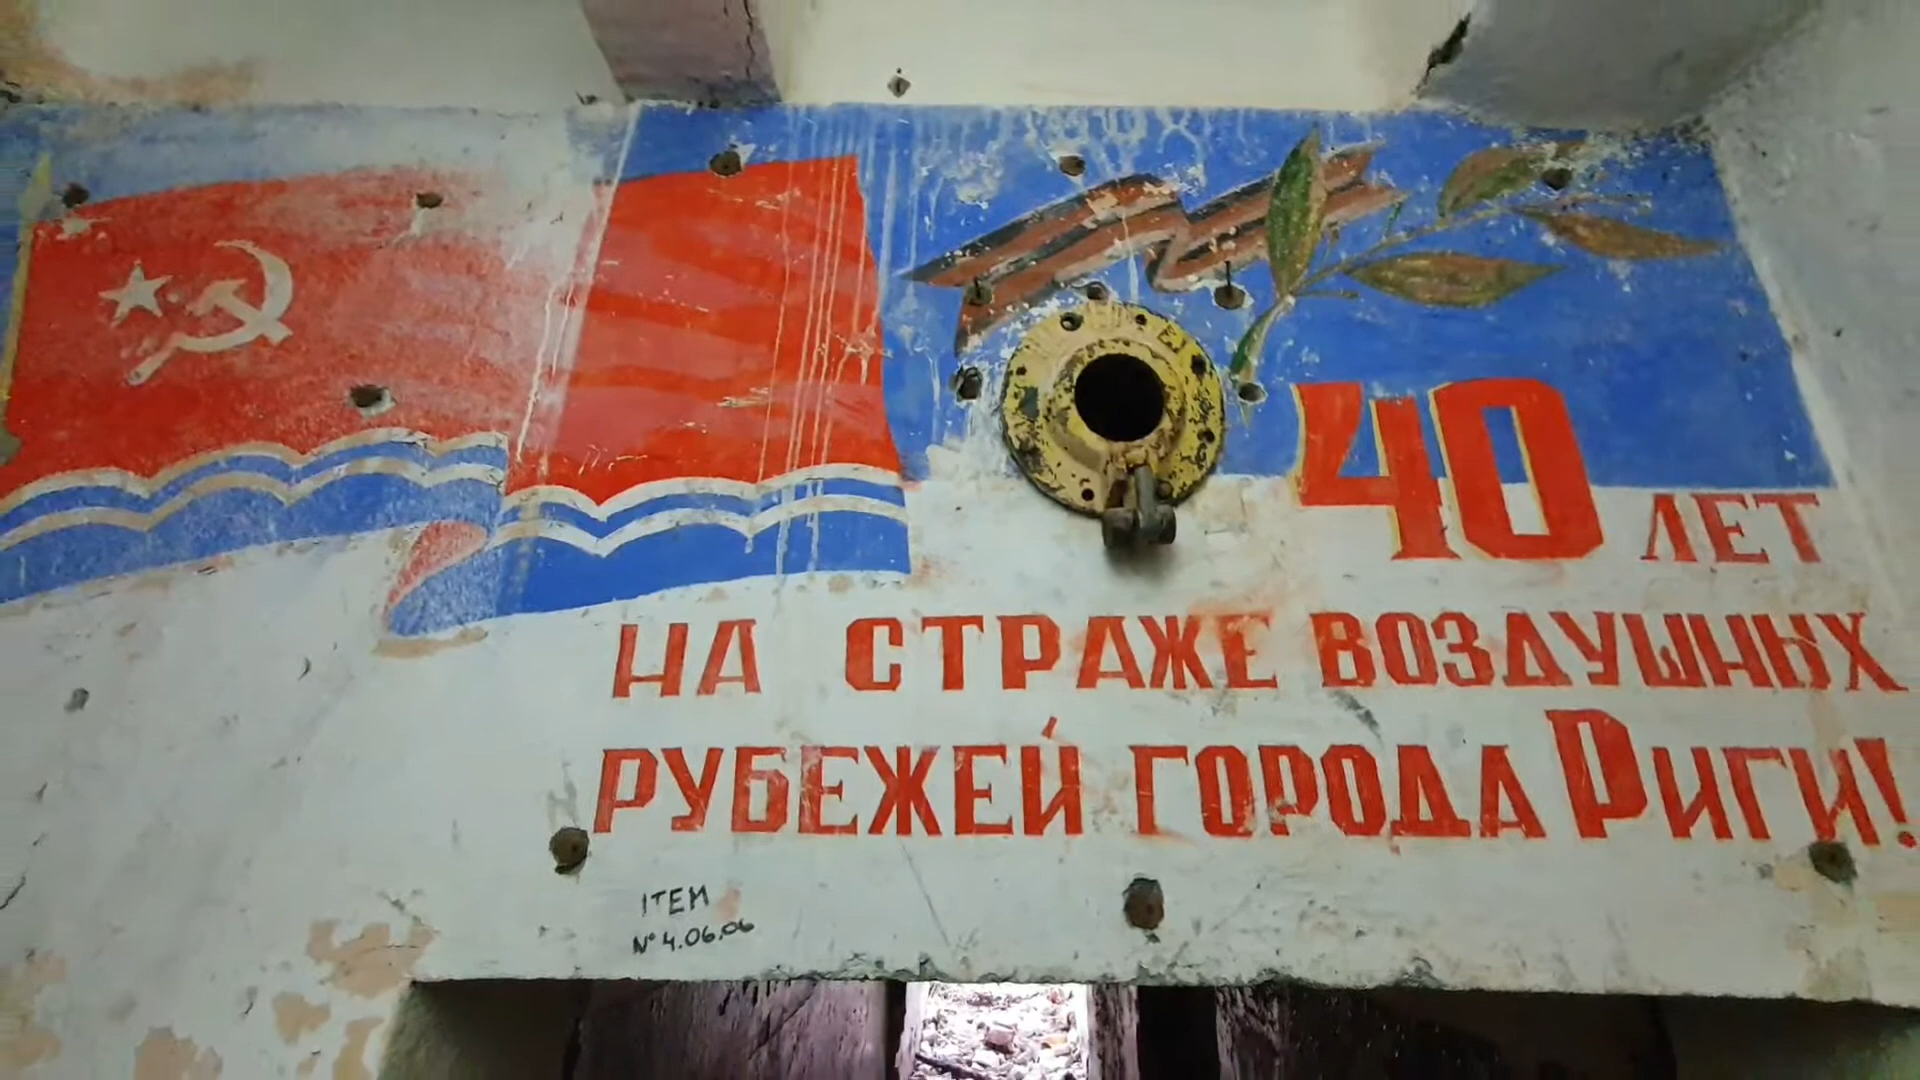 40 ЛЕТ
НА СТРАЖЕ ВОЗДУШНЫХ
РУБЕЖЕЙ ГОРОДА РИГИ!
ITEM
N° 4.06.06